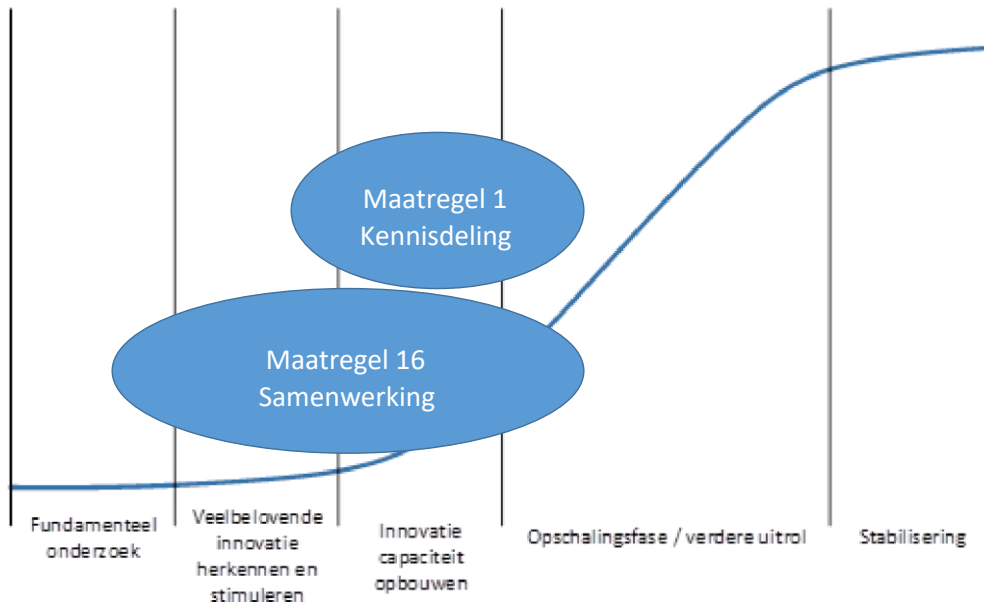 Maatregel 1
Kennisdeling
Maatregel 16
Samenwerking
Fundamenteel
onderzoek
Veelbelovende
innovatie
herkennen en
stimuleren
Innovatie
capaciteit
opbouwen
Opschalingsfase / verdere uitrol
Stabilisering